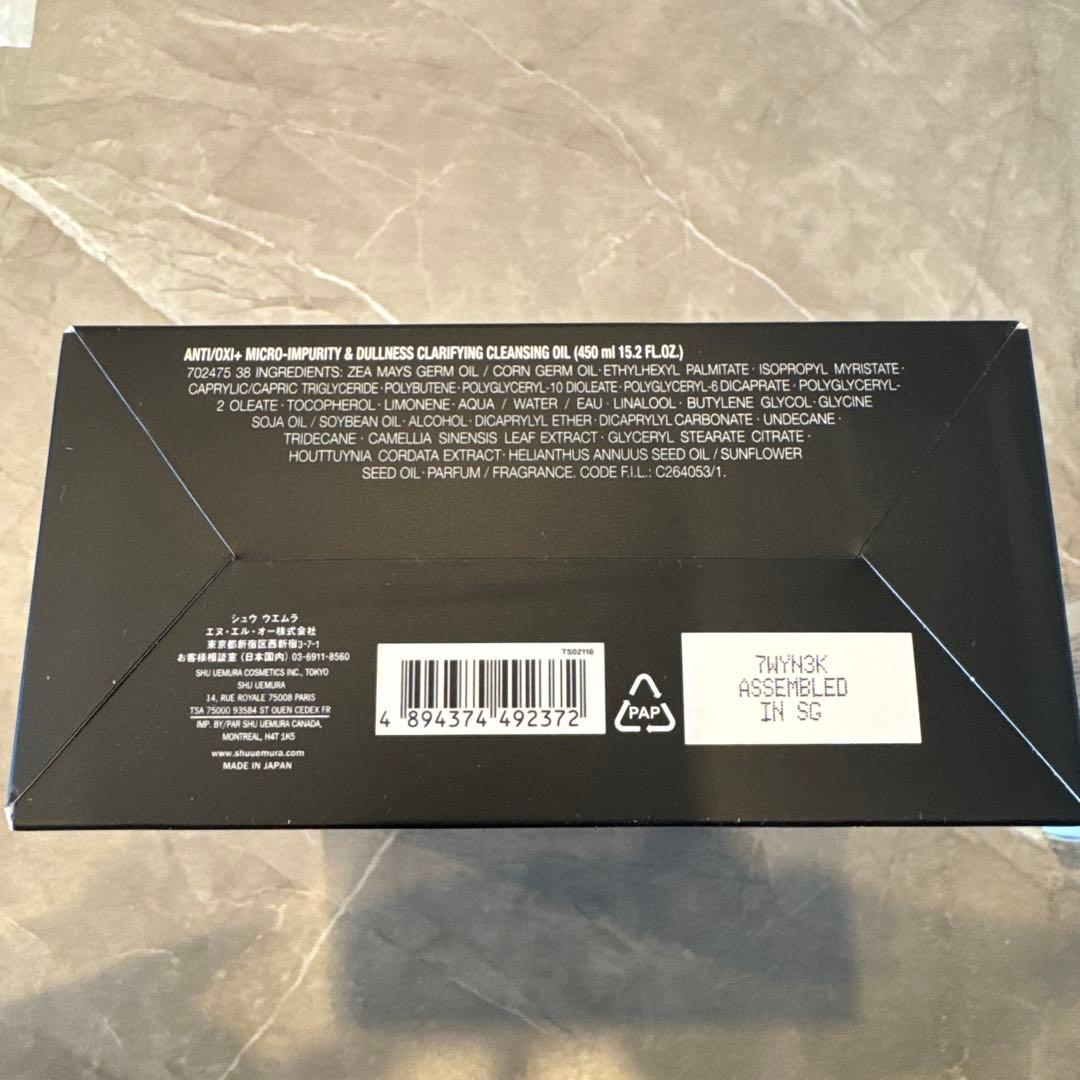 ANTI/OXI+ MICRO-IMPURITY & DULLNESS CLARIFYING CLEANSING OIL (450 ml 15.2 FL.OZ.)
702475 38 INGREDIENTS: ZEA MAYS GERM OIL / CORN GERM OIL · ETHYLHEXYL PALMITATE · ISOPROPYL MYRISTATE ·
CAPRYLIC/CAPRIC TRIGLYCERIDE · POLYBUTENE · POLYGLYCERYL-10 DIOLEATE · POLYGLYCERYL-6 DICAPRATE · POLYGLYCERYL-
2 OLEATE · TOCOPHEROL · LIMONENE · AQUA / WATER / EAU · LINALOOL · BUTYLENE GLYCOL · GLYCINE
SOJA OIL / SOYBEAN OIL · ALCOHOL · DICAPRYLYL ETHER · DICAPRYLYL CARBONATE · UNDECANE ·
TRIDECANE · CAMELLIA SINENSIS LEAF EXTRACT · GLYCERYL STEARATE CITRATE ·
HOUTTUYNIA CORDATA EXTRACT · HELIANTHUS ANNUUS SEED OIL / SUNFLOWER
SEED OIL · PARFUM / FRAGRANCE. CODE F.I.L.: C264053/1.
シュウ ウエムラ
エヌ・エル・オー株式会社
東京都新宿区西新宿3-7-1
お客様相談室 (日本国内) 03-6911-8560
SHU UEMURA COSMETICS INC., TOKYO
SHU UEMURA
14, RUE ROYALE 75008 PARIS
TSA 75000 93584 ST OUEN CEDEX FR
IMP. BY/PAR SHU UEMURA CANADA,
MONTREAL, H4T 1K5
www.shuuemura.com
MADE IN JAPAN
TS02116
4 894374 492372
PAP
7WYN3K
ASSEMBLED
IN SG